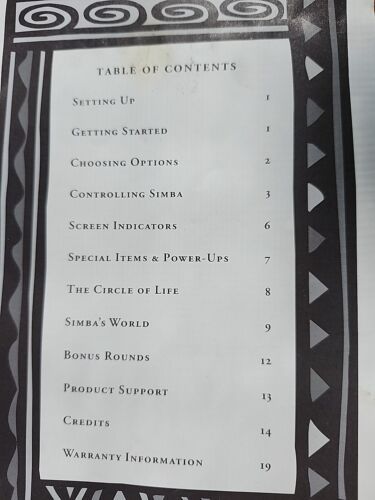 TABLE OF CONTENTS
SETTING UP 1
GETTING STARTED 1
CHOOSING OPTIONS 2
CONTROLLING SIMBA 3
SCREEN INDICATORS 6
SPECIAL ITEMS & POWER-UPS 7
THE CIRCLE OF LIFE 8
SIMBA'S WORLD 9
BONUS ROUNDS 12
PRODUCT SUPPORT 13
CREDITS 14
WARRANTY INFORMATION 19